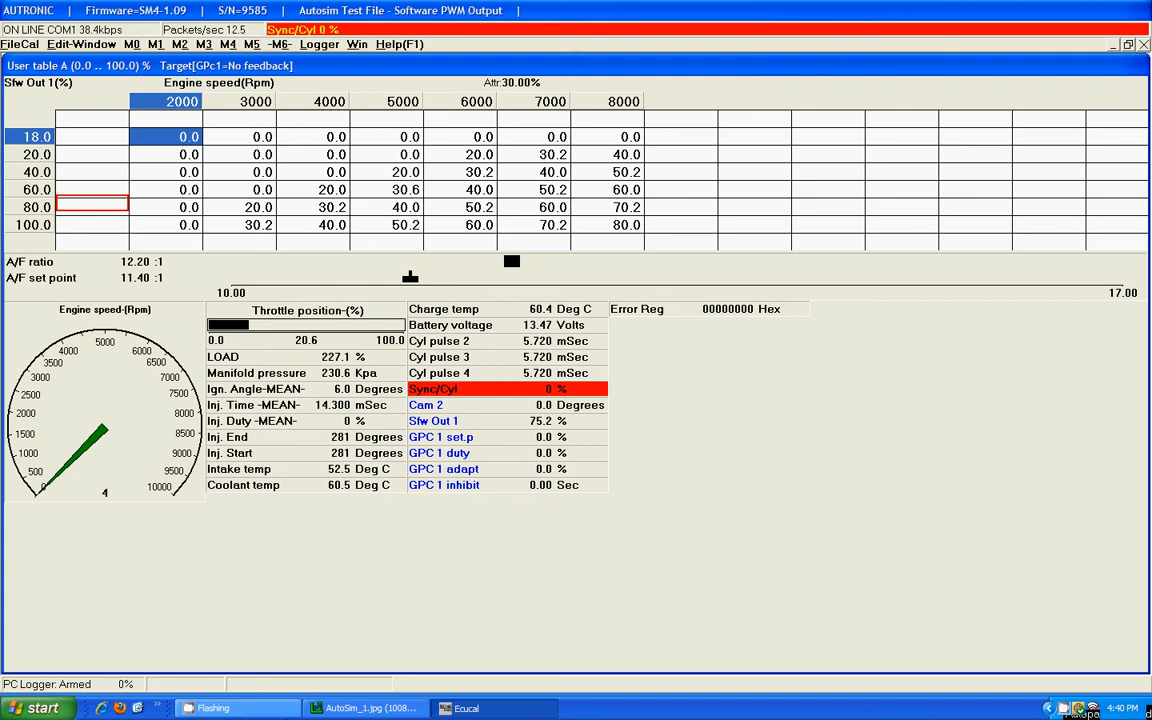 AUTRONIC Firmware=SM4-1.09 S/N=9585 Autosim Test File - Software PWM Output
ON LINE COM1 38.4kbps Packets/sec 12.5 Sync/Cyl 0 %
FileCal Edit-Window M0 M1 M2 M3 M4 M5 -M6- Logger Win Help(F1)
User table A (0.0 .. 100.0) % Target[GPc1=No feedback]
Sfw Out 1(%) Engine speed(Rpm) Attr:30.00%
2000 3000 4000 5000 6000 7000 8000
18.0 0.0 0.0 0.0 0.0 0.0 0.0 0.0
20.0 0.0 0.0 0.0 0.0 20.0 30.2 40.0
40.0 0.0 0.0 0.0 20.0 30.2 40.0 50.2
60.0 0.0 0.0 20.0 30.6 40.0 50.2 60.0
80.0 0.0 20.0 30.2 40.0 50.2 60.0 70.2
100.0 0.0 30.2 40.0 50.2 60.0 70.2 80.0
A/F ratio 12.20 :1
A/F set point 11.40 :1
10.00 17.00
Engine speed-(Rpm)
0 500 1000 1500 2000 2500 3000 3500 4000 5000 6000 6500 7000 7500 8000 8500 9000 9500 10000
4
Throttle position-(%)
0.0 20.6 100.0
LOAD 227.1 %
Manifold pressure 230.6 Kpa
Ign. Angle-MEAN- 6.0 Degrees
Inj. Time -MEAN- 14.300 mSec
Inj. Duty -MEAN- 0 %
Inj. End 281 Degrees
Inj. Start 281 Degrees
Intake temp 52.5 Deg C
Coolant temp 60.5 Deg C
Charge temp 60.4 Deg C
Battery voltage 13.47 Volts
Cyl pulse 2 5.720 mSec
Cyl pulse 3 5.720 mSec
Cyl pulse 4 5.720 mSec
Sync/Cyl 0 %
Cam 2 0.0 Degrees
Sfw Out 1 75.2 %
GPC 1 set.p 0.0 %
GPC 1 duty 0.0 %
GPC 1 adapt 0.0 %
GPC 1 inhibit 0.00 Sec
Error Reg 00000000 Hex
PC Logger: Armed 0%
start Flashing AutoSim_1.jpg (1008... Ecucal 4:40 PM